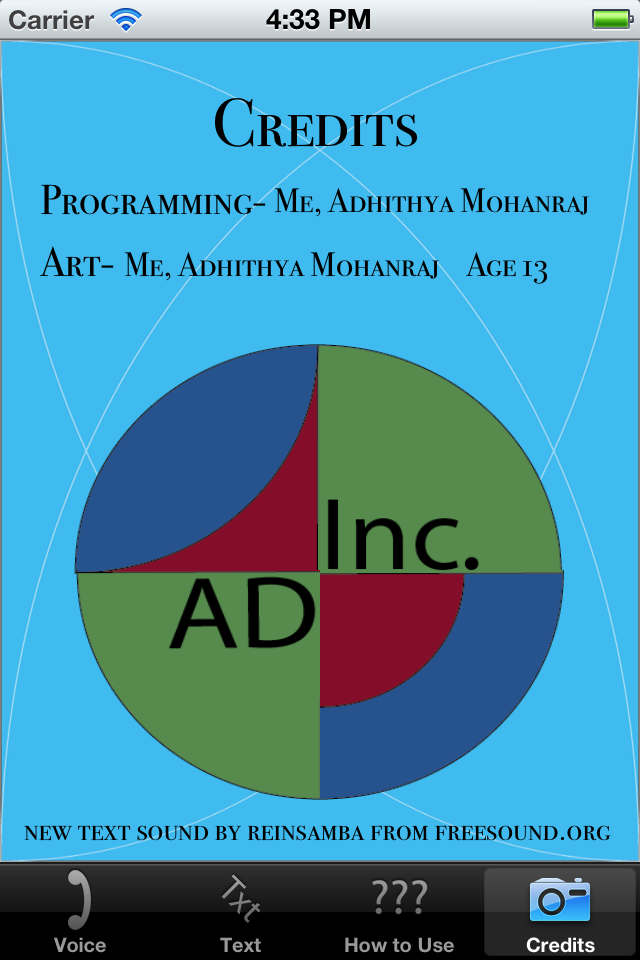 Carrier 4:33 PM
Credits
Programming- Me, Adhithya Mohanraj
Art- Me, Adhithya Mohanraj Age 13
Inc.
AD
new text sound by reinsamba from freesound.org
Txt
???
Voice Text How to Use Credits